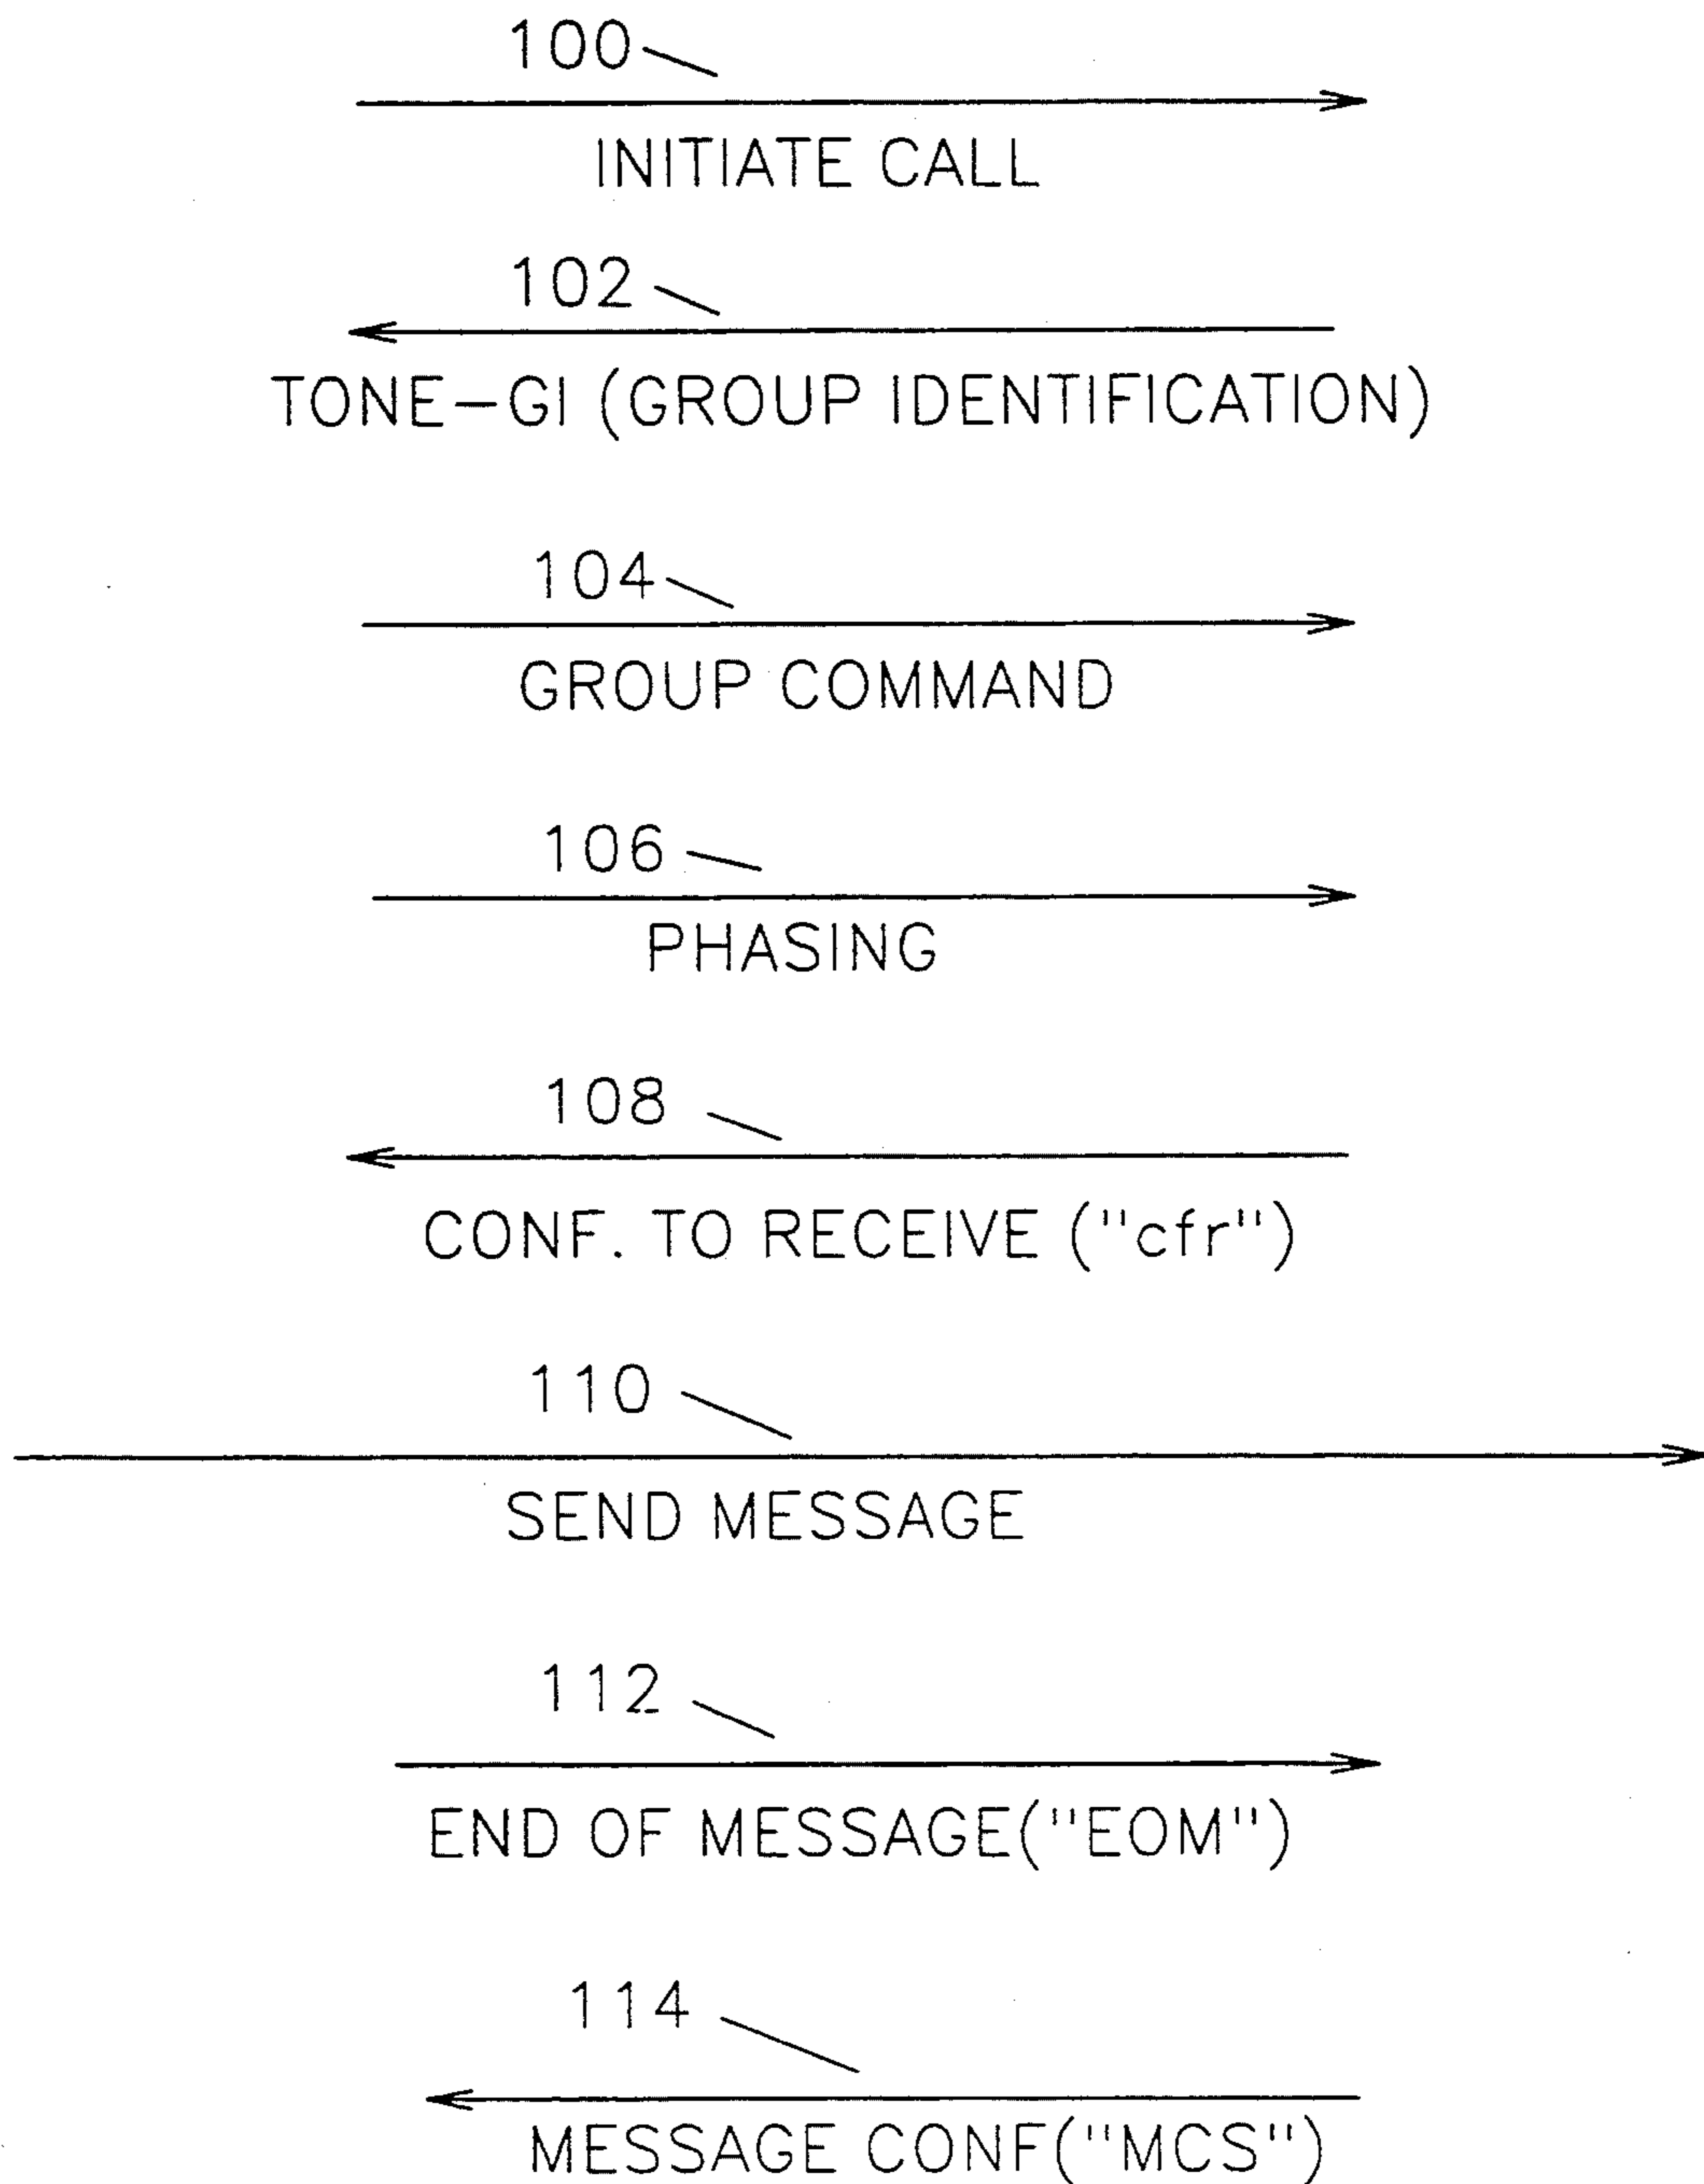 100
INITIATE CALL
102
TONE-GI (GROUP IDENTIFICATION)
104
GROUP COMMAND
106
PHASING
108
CONF. TO RECEIVE ("cfr")
110
SEND MESSAGE
112
END OF MESSAGE("EOM")
114
MESSAGE CONF("MCS")